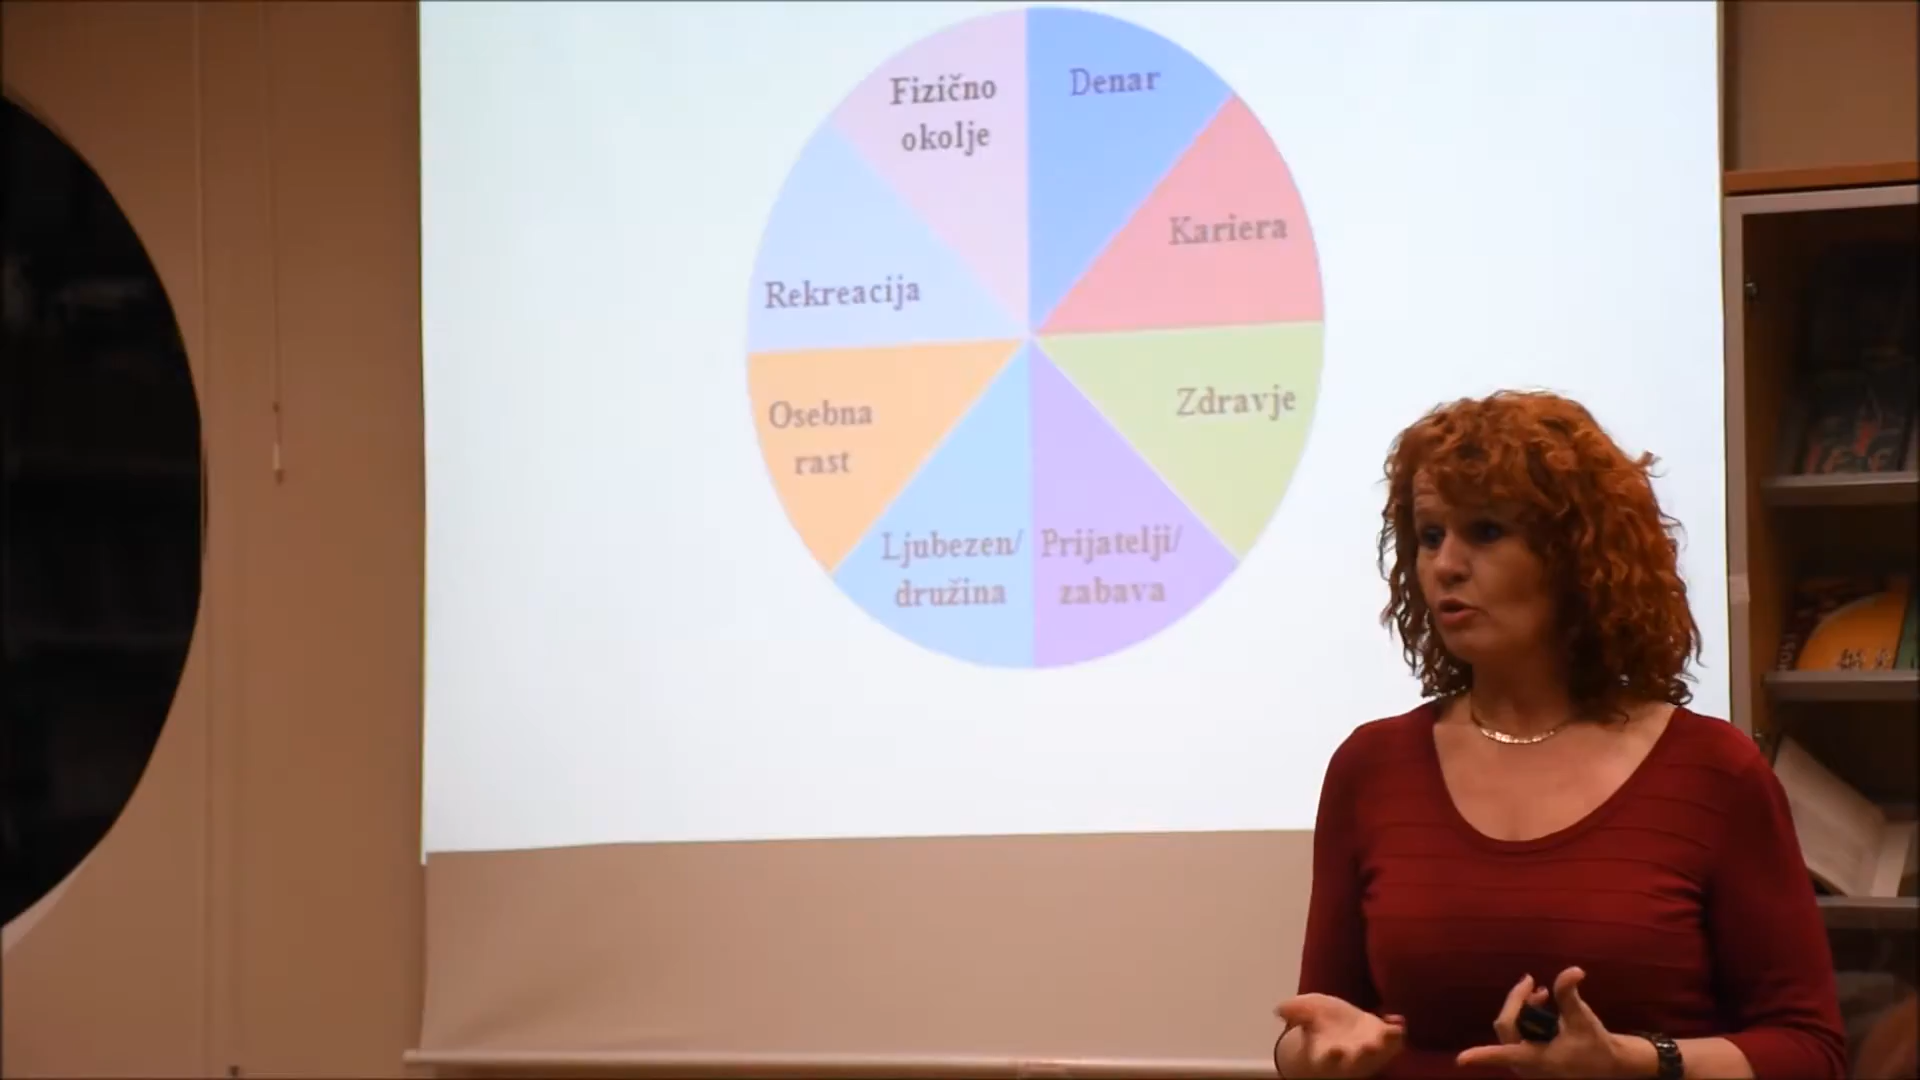 Fizično
okolje
Denar
Kariera
Rekreacija
Zdravje
Osebna
rast
Ljubezen/
družina
Prijatelji/
zabava